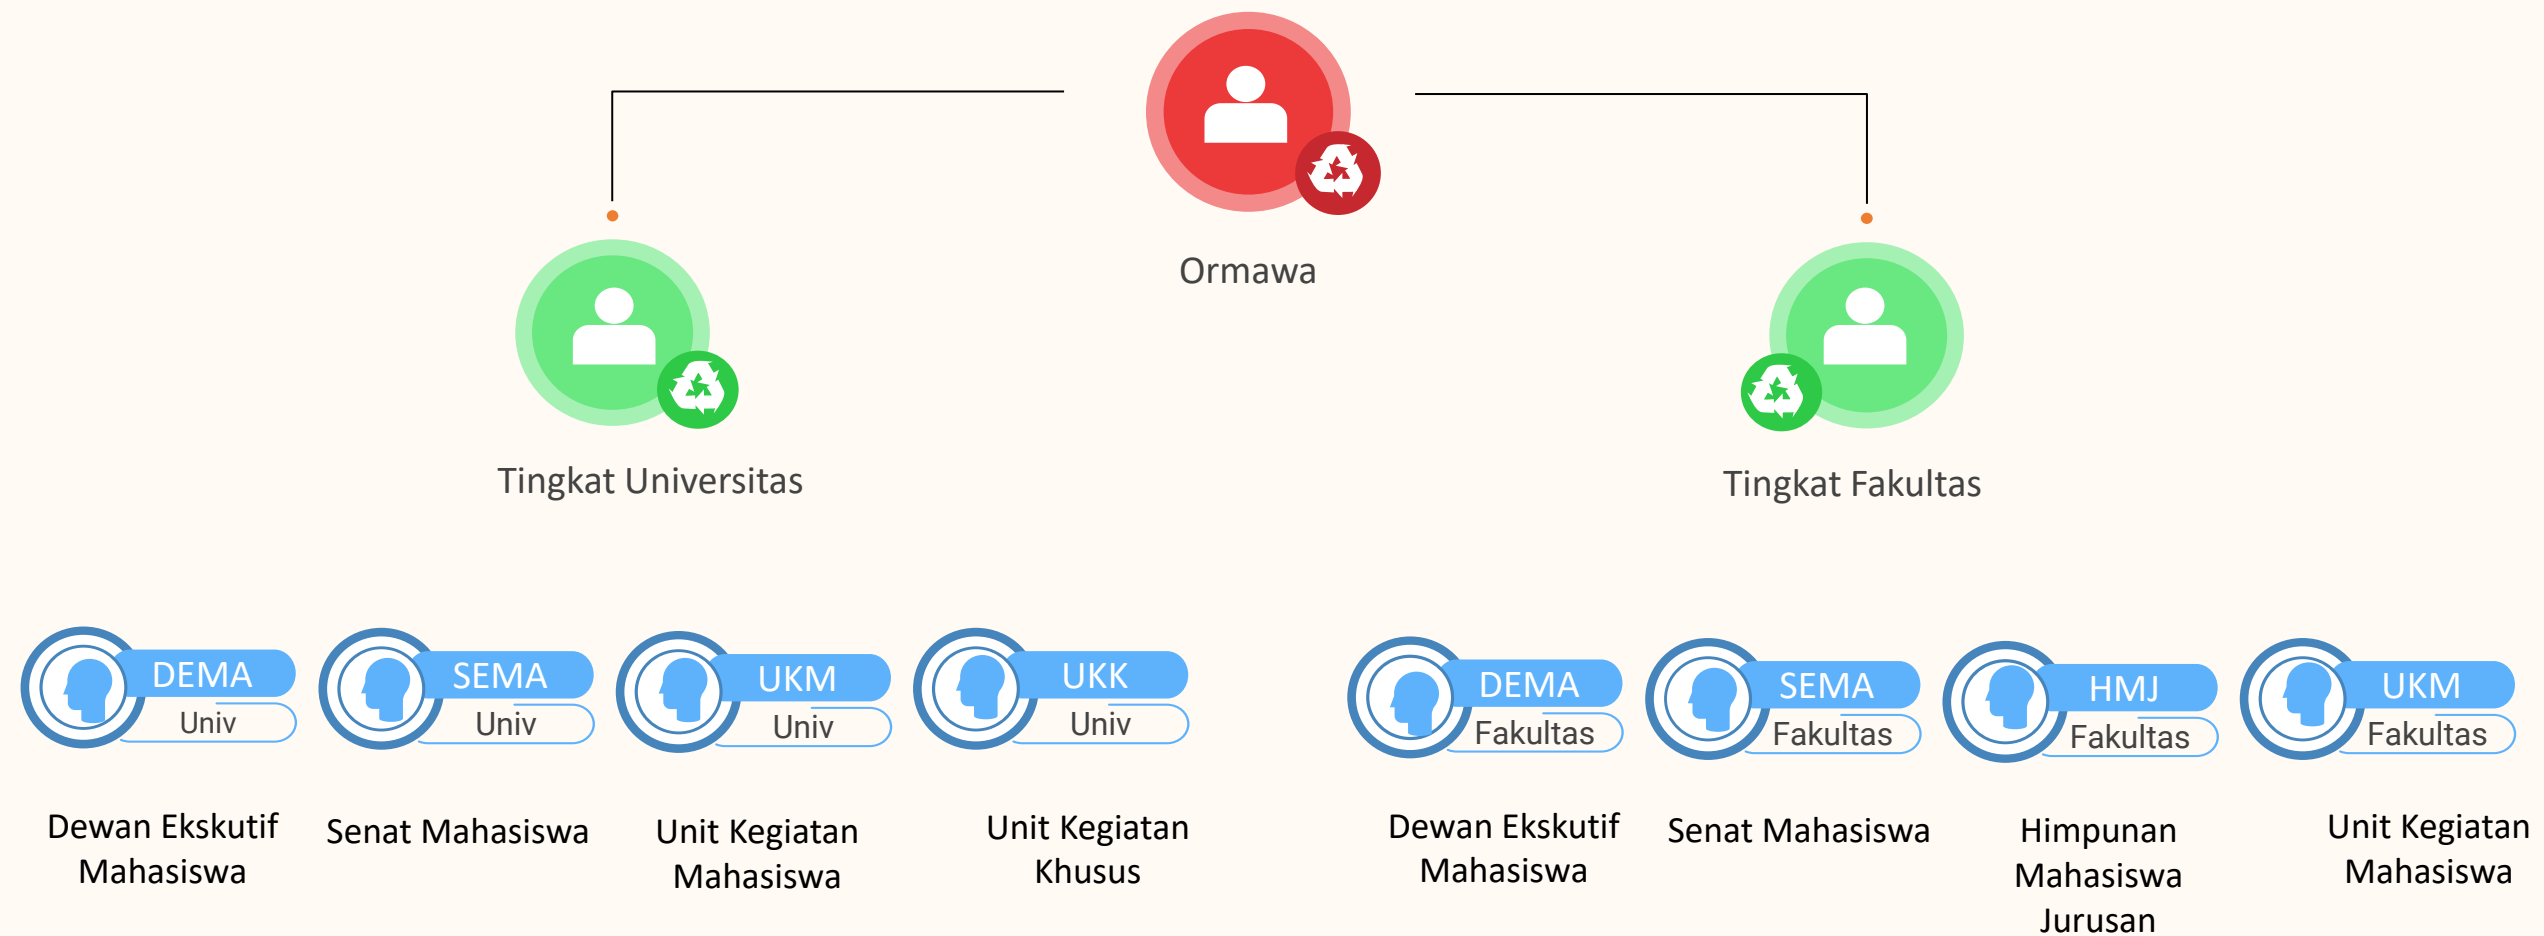 Ormawa
Tingkat Universitas
Tingkat Fakultas
DEMA
Univ
SEMA
Univ
UKM
Univ
UKK
Univ
DEMA
Fakultas
SEMA
Fakultas
HMJ
Fakultas
UKM
Fakultas
Dewan Ekskutif
Mahasiswa
Senat Mahasiswa
Unit Kegiatan
Mahasiswa
Unit Kegiatan
Khusus
Dewan Ekskutif
Mahasiswa
Senat Mahasiswa
Himpunan
Mahasiswa
Jurusan
Unit Kegiatan
Mahasiswa